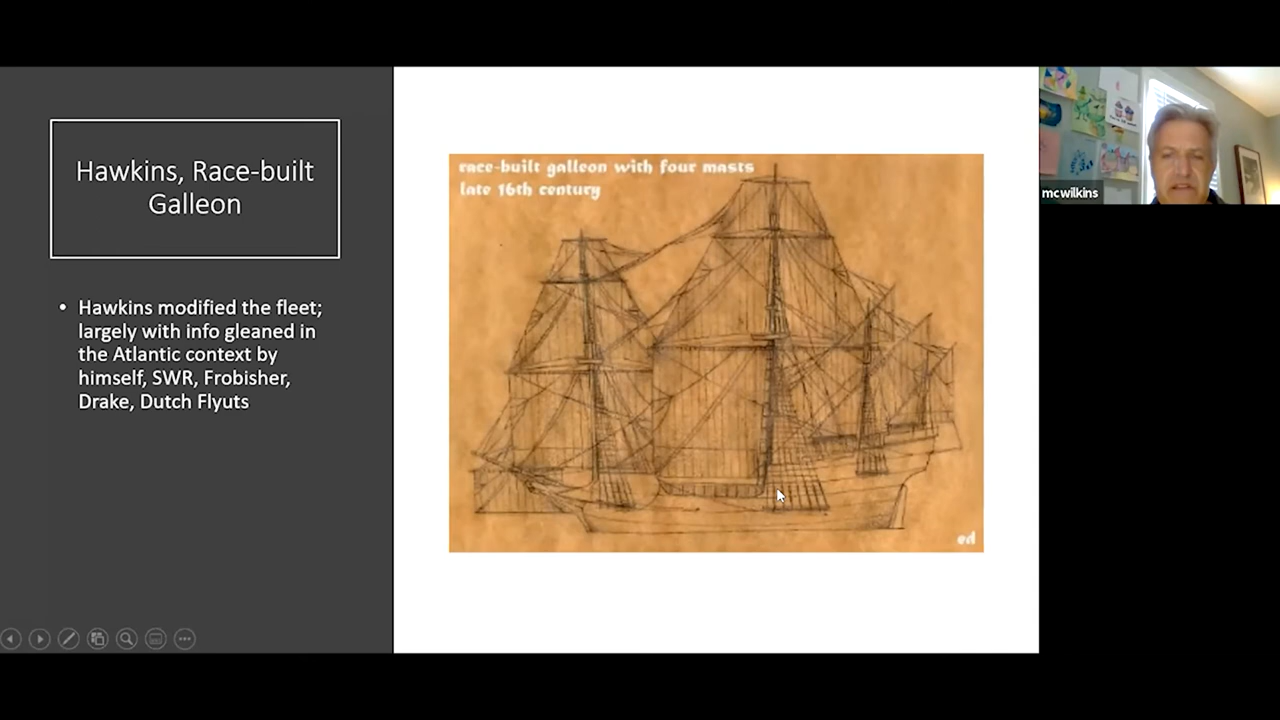 Hawkins, Race-built
Galleon
• Hawkins modified the fleet;
largely with info gleaned in
the Atlantic context by
himself, SWR, Frobisher,
Drake, Dutch Flyuts
race-built galleon with four masts
late 16th century
ed
mcwilkins